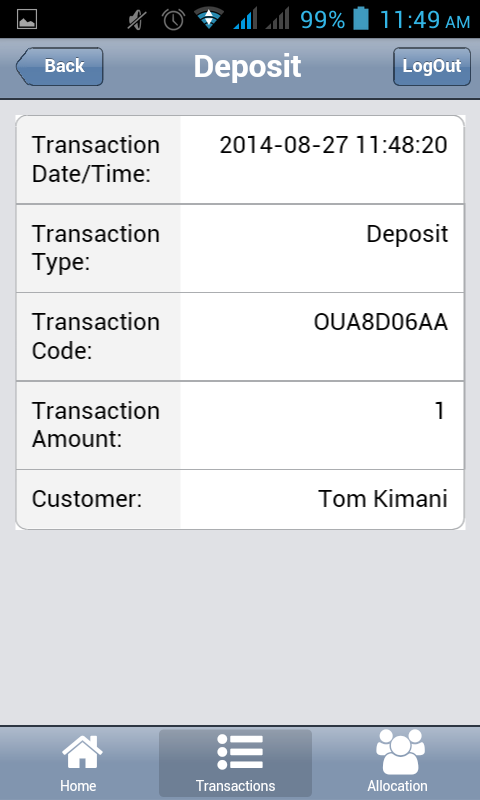 99% 11:49 AM
Back Deposit LogOut
Transaction 2014-08-27 11:48:20
Date/Time:
Transaction Deposit
Type:
Transaction OUA8D06AA
Code:
Transaction 1
Amount:
Customer: Tom Kimani
Home Transactions Allocation